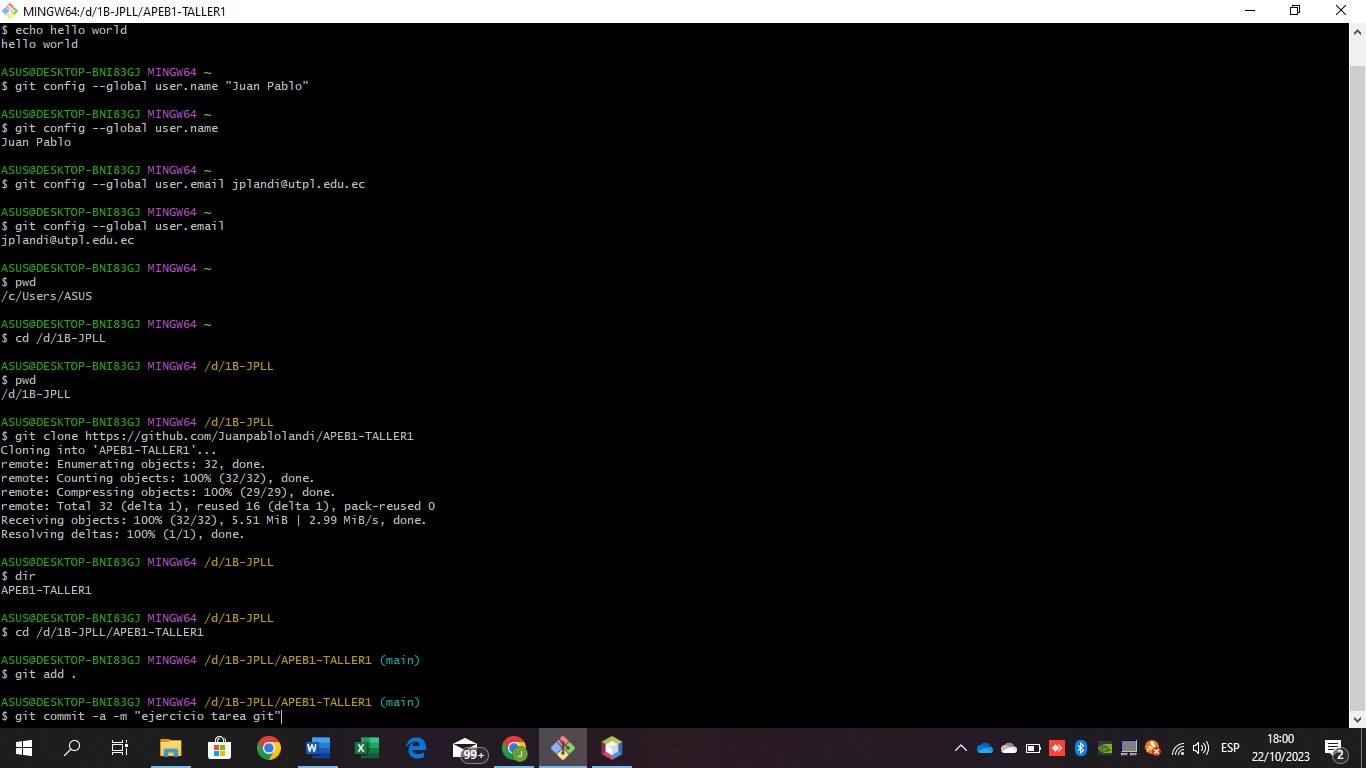 MINGW64:/d/1B-JPLL/APEB1-TALLER1
$ echo hello world
hello world
ASUS@DESKTOP-BNI83GJ MINGW64 ~
$ git config --global user.name "Juan Pablo"
ASUS@DESKTOP-BNI83GJ MINGW64 ~
$ git config --global user.name
Juan Pablo
ASUS@DESKTOP-BNI83GJ MINGW64 ~
$ git config --global user.email jplandi@utpl.edu.ec
ASUS@DESKTOP-BNI83GJ MINGW64 ~
$ git config --global user.email
jplandi@utpl.edu.ec
ASUS@DESKTOP-BNI83GJ MINGW64 ~
$ pwd
/c/Users/ASUS
ASUS@DESKTOP-BNI83GJ MINGW64 ~
$ cd /d/1B-JPLL
ASUS@DESKTOP-BNI83GJ MINGW64 /d/1B-JPLL
$ pwd
/d/1B-JPLL
ASUS@DESKTOP-BNI83GJ MINGW64 /d/1B-JPLL
$ git clone https://github.com/Juanpablolandi/APEB1-TALLER1
Cloning into 'APEB1-TALLER1'...
remote: Enumerating objects: 32, done.
remote: Counting objects: 100% (32/32), done.
remote: Compressing objects: 100% (29/29), done.
remote: Total 32 (delta 1), reused 16 (delta 1), pack-reused 0
Receiving objects: 100% (32/32), 5.51 MiB | 2.99 MiB/s, done.
Resolving deltas: 100% (1/1), done.
ASUS@DESKTOP-BNI83GJ MINGW64 /d/1B-JPLL
$ dir
APEB1-TALLER1
ASUS@DESKTOP-BNI83GJ MINGW64 /d/1B-JPLL
$ cd /d/1B-JPLL/APEB1-TALLER1
ASUS@DESKTOP-BNI83GJ MINGW64 /d/1B-JPLL/APEB1-TALLER1 (main)
$ git add .
ASUS@DESKTOP-BNI83GJ MINGW64 /d/1B-JPLL/APEB1-TALLER1 (main)
$ git commit -a -m "ejercicio tarea git"
99+
ESP
18:00
22/10/2023
2